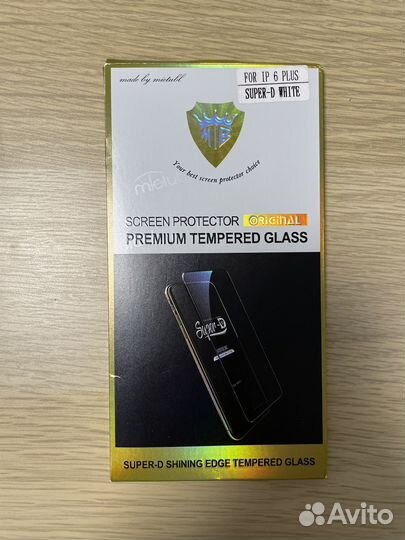 made by mietubl
FOR IP 6 PLUS
SUPER-D WHITE
MTB
Your best screen protector choice
SCREEN PROTECTOR ORIGINAL
PREMIUM TEMPERED GLASS
Super-D
SUPER-D SHINING EDGE TEMPERED GLASS
Avito